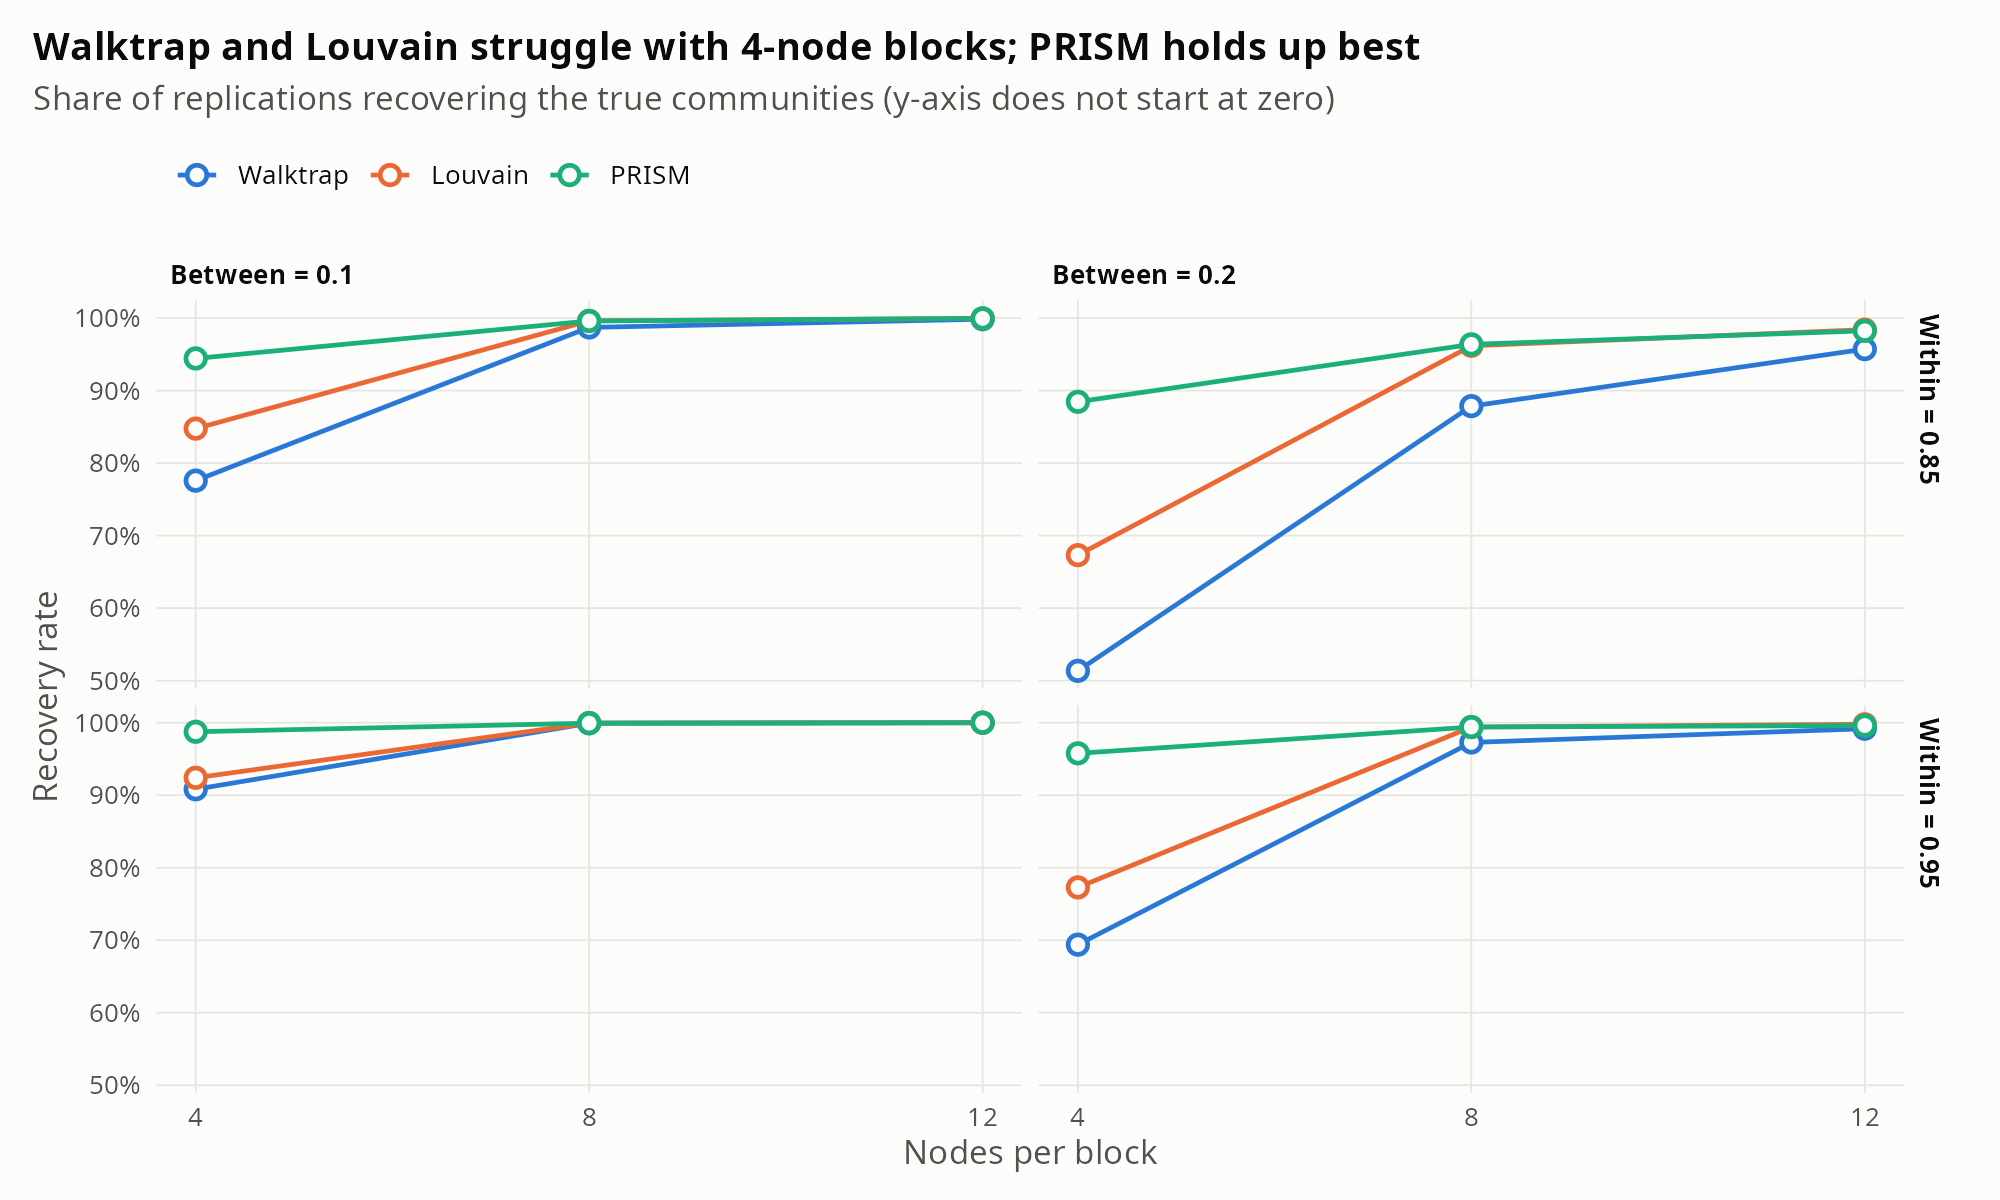 Walktrap and Louvain struggle with 4-node blocks; PRISM holds up best
Share of replications recovering the true communities (y-axis does not start at zero)
Walktrap Louvain PRISM
Between = 0.1 Between = 0.2
100%
90%
80%
70%
60%
50%
Within = 0.85
100%
90%
80%
70%
60%
50%
Within = 0.95
Recovery rate
4 8 12 4 8 12
Nodes per block